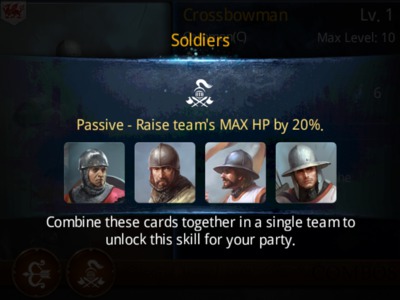 Crossbowman
Lv. 1
Max Level: 10
Soldiers
Passive - Raise team's MAX HP by 20%.
Combine these cards together in a single team to
unlock this skill for your party.